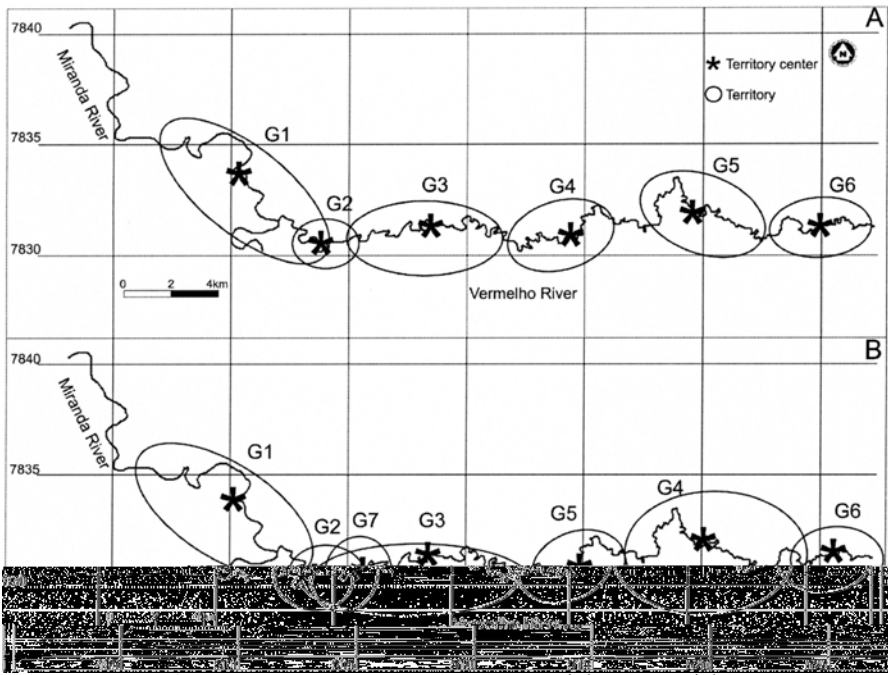 A
7840
N
Miranda River
Territory center
Territory
G1
7835
G5
G3
G4
G6
G2
7830
0 2 4km
Vermelho River
B
7840
Miranda River
G1
7835
G4
G6
G2 G7 G3 G5